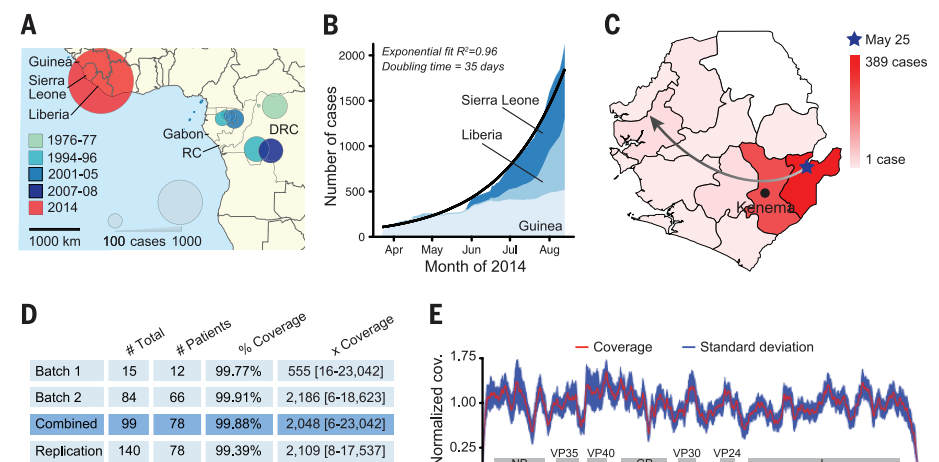 A
Guinea
Sierra
Leone
Liberia
Gabon
RC
DRC
1976-77
1994-96
2001-05
2007-08
2014
1000 km
100 cases 1000
B
Exponential fit R²=0.96
Doubling time = 35 days
Number of cases
2000
1500
1000
500
0
Sierra Leone
Liberia
Guinea
Apr May Jun Jul Aug
Month of 2014
C
May 25
389 cases
1 case
Kenema
D
# Total # Patients % Coverage x Coverage
Batch 1 15 12 99.77% 555 [16-23,042]
Batch 2 84 66 99.91% 2,186 [6-18,623]
Combined 99 78 99.88% 2,048 [6-23,042]
Replication 140 78 99.39% 2,109 [8-17,537]
E
Coverage Standard deviation
Normalized cov.
1.75
1.00
0.25
VP35 VP40 VP30 VP24